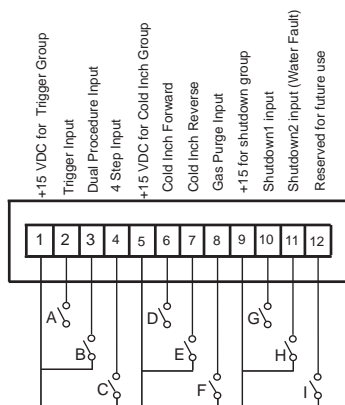 +15 VDC for Trigger Group
Trigger Input
Dual Procedure Input
4 Step Input
+15 VDC for Cold Inch Group
Cold Inch Forward
Cold Inch Reverse
Gas Purge Input
+15 for shutdown group
Shutdown1 input
Shutdown2 input (Water Fault)
Reserved for future use
1 2 3 4 5 6 7 8 9 10 11 12
A D G
B E H
C F I